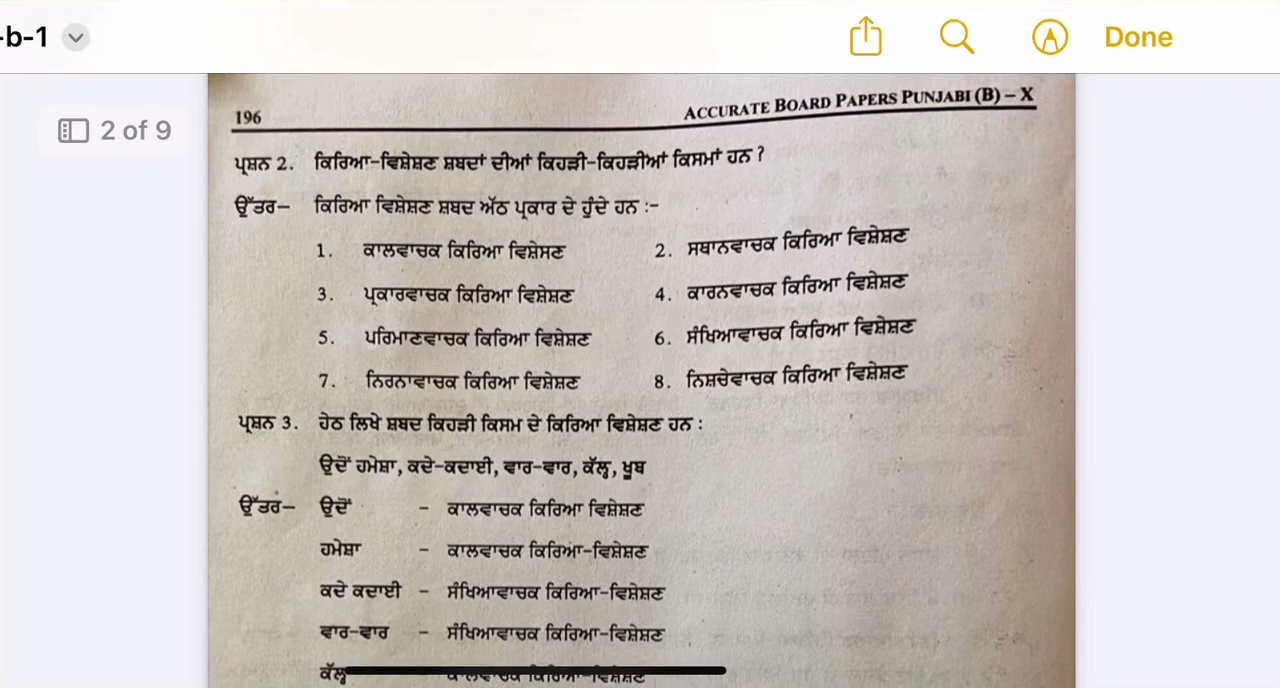 -b-1
Done
2 of 9
196 ACCURATE BOARD PAPERS PUNJABI (B) – X
ਪ੍ਰਸ਼ਨ 2. ਕਿਰਿਆ-ਵਿਸ਼ੇਸ਼ਣ ਸ਼ਬਦਾਂ ਦੀਆਂ ਕਿਹੜੀ-ਕਿਹੜੀਆਂ ਕਿਸਮਾਂ ਹਨ ?
ਉੱਤਰ– ਕਿਰਿਆ ਵਿਸ਼ੇਸ਼ਣ ਸ਼ਬਦ ਅੱਠ ਪ੍ਰਕਾਰ ਦੇ ਹੁੰਦੇ ਹਨ :-
1. ਕਾਲਵਾਚਕ ਕਿਰਿਆ ਵਿਸ਼ੇਸਣ 2. ਸਥਾਨਵਾਚਕ ਕਿਰਿਆ ਵਿਸ਼ੇਸ਼ਣ
3. ਪ੍ਰਕਾਰਵਾਚਕ ਕਿਰਿਆ ਵਿਸ਼ੇਸ਼ਣ 4. ਕਾਰਨਵਾਚਕ ਕਿਰਿਆ ਵਿਸ਼ੇਸ਼ਣ
5. ਪਰਿਮਾਣਵਾਚਕ ਕਿਰਿਆ ਵਿਸ਼ੇਸ਼ਣ 6. ਸੰਖਿਆਵਾਚਕ ਕਿਰਿਆ ਵਿਸ਼ੇਸ਼ਣ
7. ਨਿਰਨਾਵਾਚਕ ਕਿਰਿਆ ਵਿਸ਼ੇਸ਼ਣ 8. ਨਿਸ਼ਚੇਵਾਚਕ ਕਿਰਿਆ ਵਿਸ਼ੇਸ਼ਣ
ਪ੍ਰਸ਼ਨ 3. ਹੇਠ ਲਿਖੇ ਸ਼ਬਦ ਕਿਹੜੀ ਕਿਸਮ ਦੇ ਕਿਰਿਆ ਵਿਸ਼ੇਸ਼ਣ ਹਨ :
ਉਦੋਂ ਹਮੇਸ਼ਾ, ਕਦੇ-ਕਦਾਈ, ਵਾਰ-ਵਾਰ, ਕੱਲ੍ਹ, ਖੂਬ
ਉੱਤਰ– ਉਦੋਂ - ਕਾਲਵਾਚਕ ਕਿਰਿਆ ਵਿਸ਼ੇਸ਼ਣ
ਹਮੇਸ਼ਾ - ਕਾਲਵਾਚਕ ਕਿਰਿਆ-ਵਿਸ਼ੇਸ਼ਣ
ਕਦੇ ਕਦਾਈ - ਸੰਖਿਆਵਾਚਕ ਕਿਰਿਆ-ਵਿਸ਼ੇਸ਼ਣ
ਵਾਰ-ਵਾਰ - ਸੰਖਿਆਵਾਚਕ ਕਿਰਿਆ-ਵਿਸ਼ੇਸ਼ਣ
ਕੱਲ੍ਹ ਕਾਲਵਾਚਕ ਕਿਰਿਆ-ਵਿਸ਼ੇਸ਼ਣ